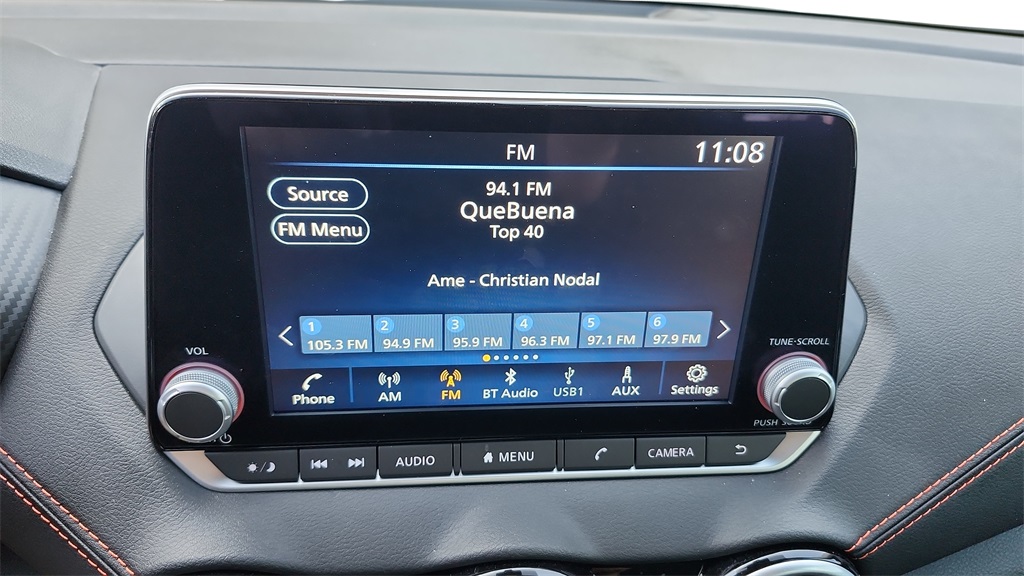 FM
11:08
Source
FM Menu
94.1 FM
QueBuena
Top 40
Ame - Christian Nodal
1 2 3 4 5 6
105.3 FM 94.9 FM 95.9 FM 96.3 FM 97.1 FM 97.9 FM
Phone AM FM BT Audio USB1 AUX Settings
VOL
TUNE·SCROLL
PUSH SOUND
AUDIO MENU CAMERA